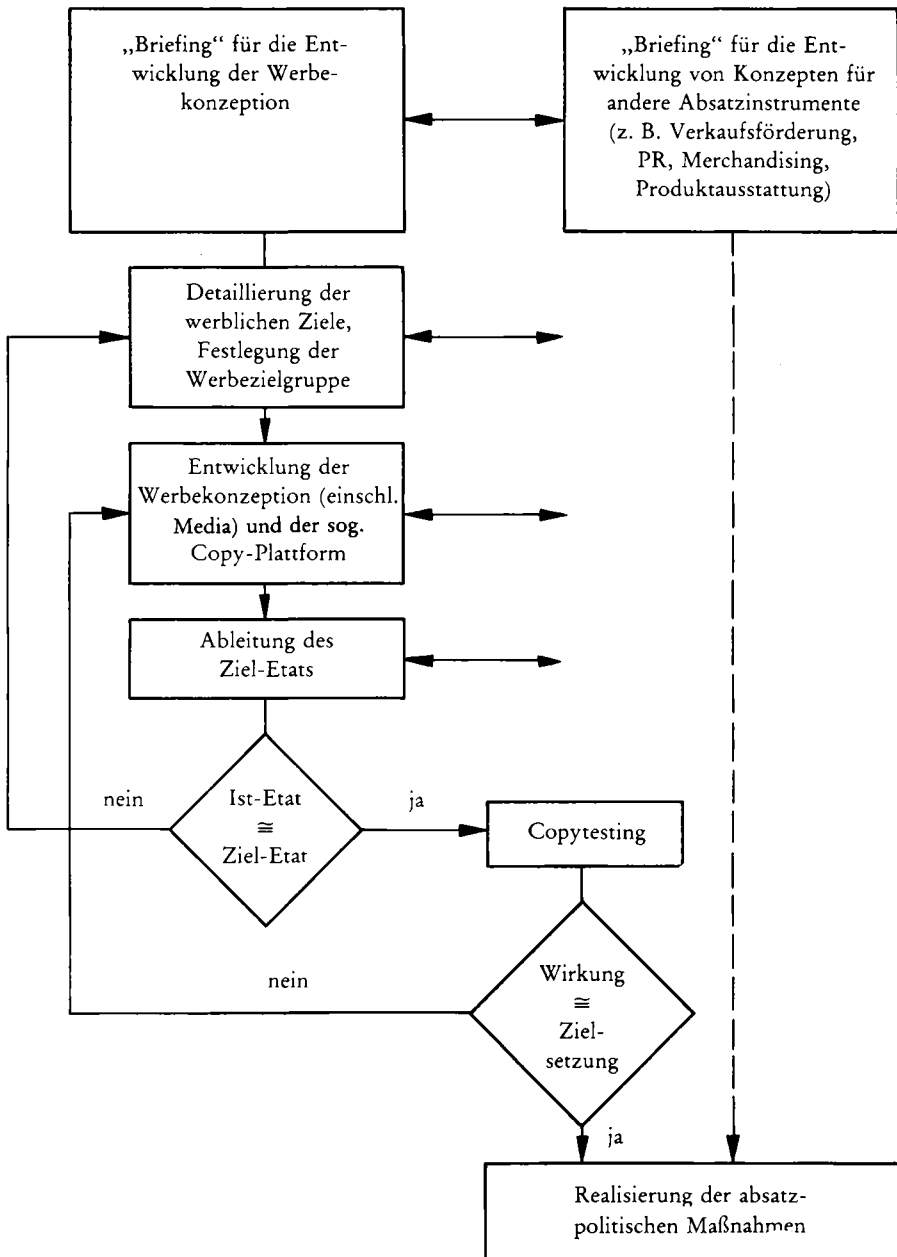 „Briefing“ für die Ent-
wicklung der Werbe-
konzeption
„Briefing“ für die Ent-
wicklung von Konzepten für
andere Absatzinstrumente
(z. B. Verkaufsförderung,
PR, Merchandising,
Produktausstattung)
Detaillierung der
werblichen Ziele,
Festlegung der
Werbezielgruppe
Entwicklung der
Werbekonzeption (einschl.
Media) und der sog.
Copy-Plattform
Ableitung des
Ziel-Etats
nein
Ist-Etat
≅
Ziel-Etat
ja
Copytesting
nein
Wirkung
≅
Ziel-
setzung
ja
Realisierung der absatz-
politischen Maßnahmen